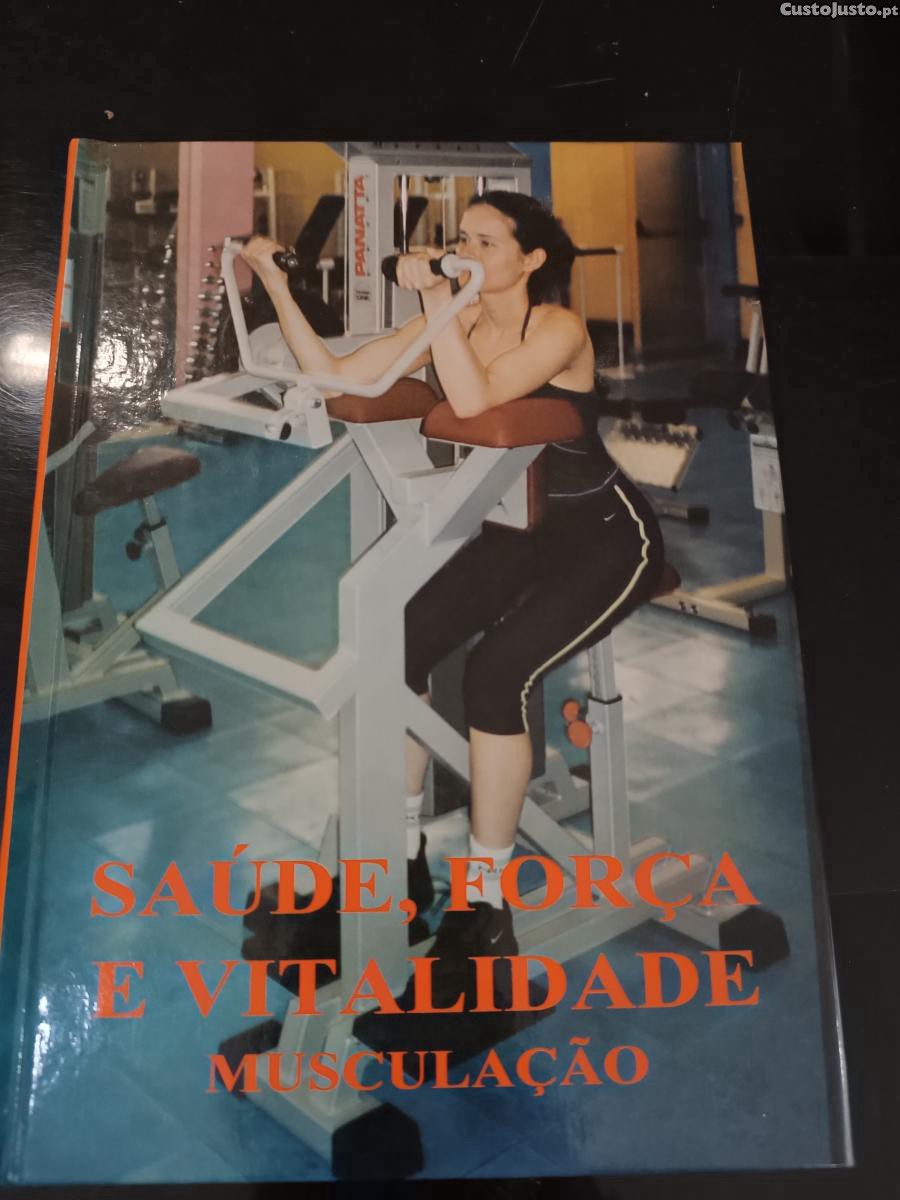 CustoJusto.pt
PANATTA
SAÚDE, FORÇA
E VITALIDADE
MUSCULAÇÃO